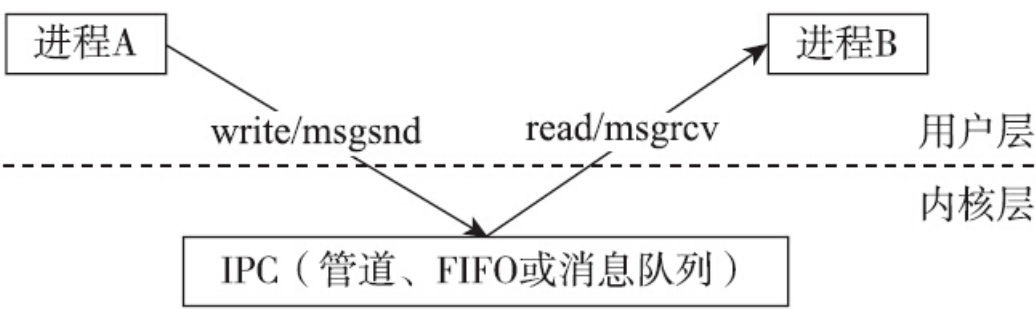 进程A
进程B
write/msgsnd
read/msgrcv
用户层
内核层
IPC（管道、FIFO或消息队列）